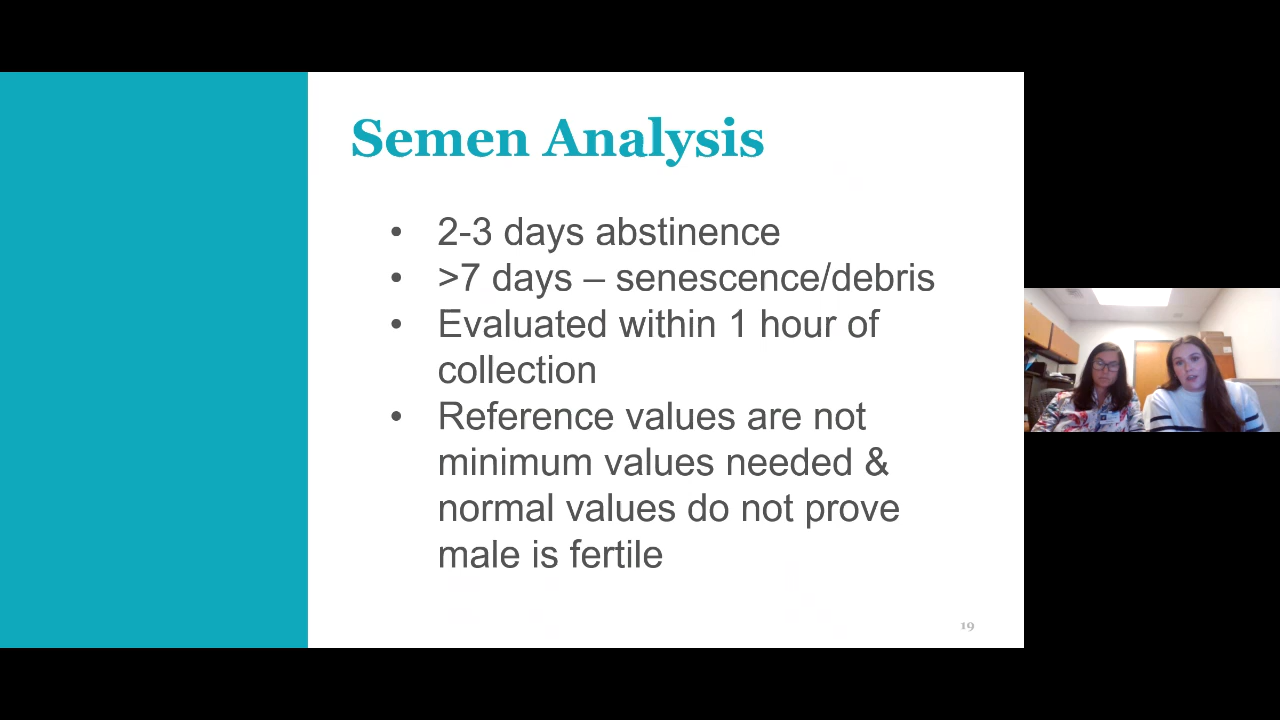 Semen Analysis
• 2-3 days abstinence
• >7 days – senescence/debris
• Evaluated within 1 hour of
collection
• Reference values are not
minimum values needed &
normal values do not prove
male is fertile
19